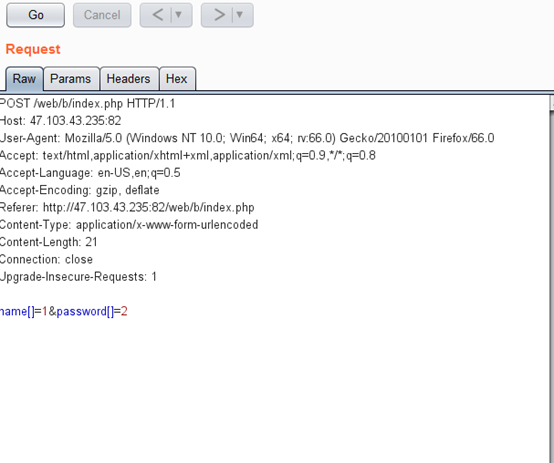 Go Cancel < >
Request
Raw Params Headers Hex
POST /web/b/index.php HTTP/1.1
Host: 47.103.43.235:82
User-Agent: Mozilla/5.0 (Windows NT 10.0; Win64; x64; rv:66.0) Gecko/20100101 Firefox/66.0
Accept: text/html,application/xhtml+xml,application/xml;q=0.9,*/*;q=0.8
Accept-Language: en-US,en;q=0.5
Accept-Encoding: gzip, deflate
Referer: http://47.103.43.235:82/web/b/index.php
Content-Type: application/x-www-form-urlencoded
Content-Length: 21
Connection: close
Upgrade-Insecure-Requests: 1
name[]=1&password[]=2